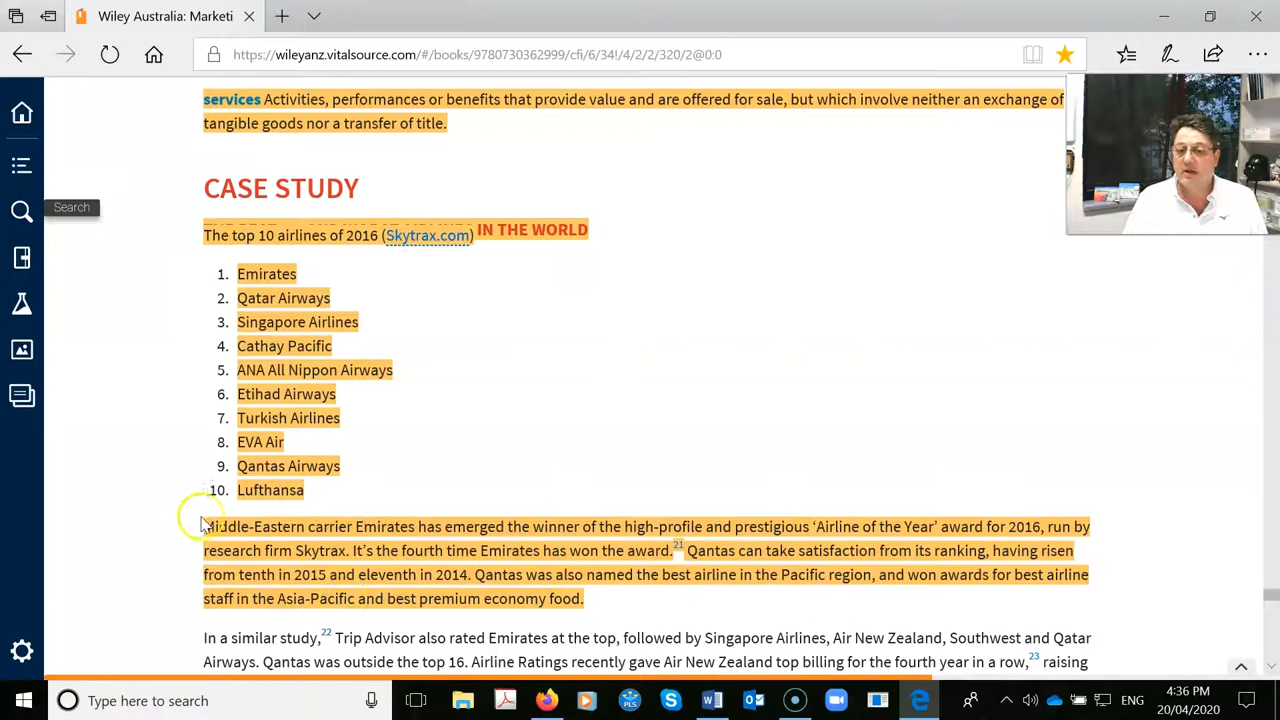 Wiley Australia: Marketi
https://wileyanz.vitalsource.com/#/books/9780730362999/cfi/6/34!/4/2/2/320/2@0:0
services Activities, performances or benefits that provide value and are offered for sale, but which involve neither an exchange of
tangible goods nor a transfer of title.
CASE STUDY
Search
IN THE WORLD
The top 10 airlines of 2016 (Skytrax.com)
1. Emirates
2. Qatar Airways
3. Singapore Airlines
4. Cathay Pacific
5. ANA All Nippon Airways
6. Etihad Airways
7. Turkish Airlines
8. EVA Air
9. Qantas Airways
10. Lufthansa
Middle-Eastern carrier Emirates has emerged the winner of the high-profile and prestigious ‘Airline of the Year’ award for 2016, run by
research firm Skytrax. It’s the fourth time Emirates has won the award.21 Qantas can take satisfaction from its ranking, having risen
from tenth in 2015 and eleventh in 2014. Qantas was also named the best airline in the Pacific region, and won awards for best airline
staff in the Asia-Pacific and best premium economy food.
In a similar study,22 Trip Advisor also rated Emirates at the top, followed by Singapore Airlines, Air New Zealand, Southwest and Qatar
Airways. Qantas was outside the top 16. Airline Ratings recently gave Air New Zealand top billing for the fourth year in a row,23 raising
Type here to search
PLS
ENG
4:36 PM
20/04/2020